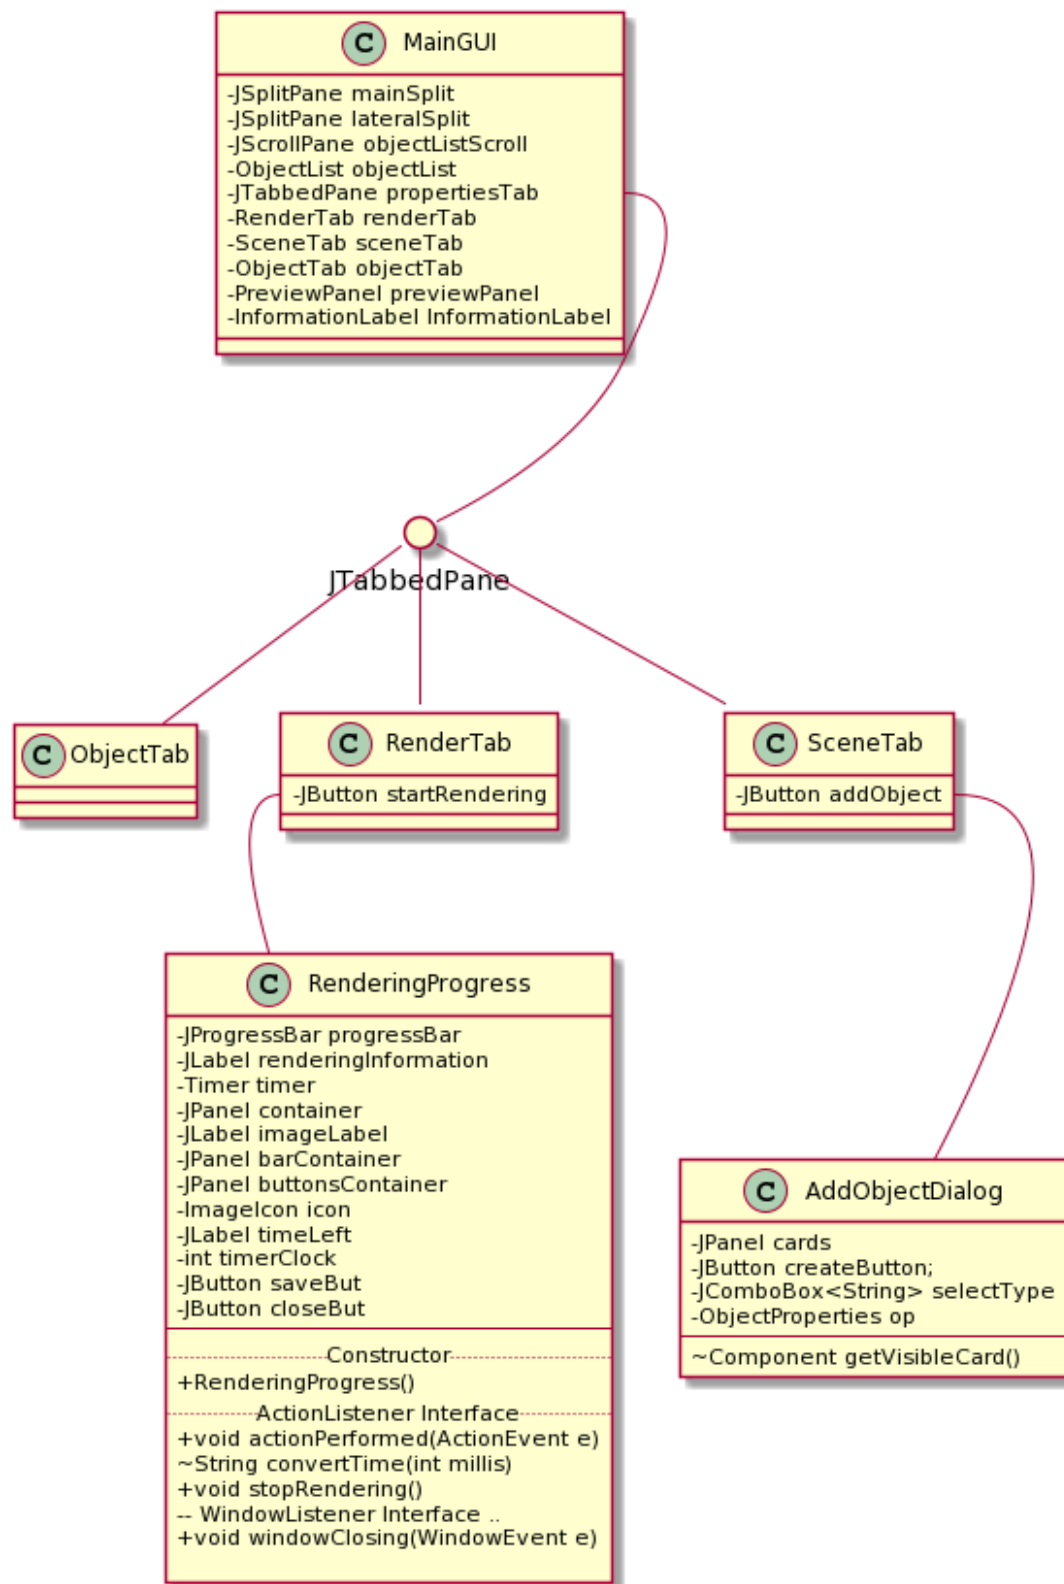 C MainGUI
-JSplitPane mainSplit
-JSplitPane lateralSplit
-JScrollPane objectListScroll
-ObjectList objectList
-JTabbedPane propertiesTab
-RenderTab renderTab
-SceneTab sceneTab
-ObjectTab objectTab
-PreviewPanel previewPanel
-InformationLabel InformationLabel
JTabbedPane
C ObjectTab
C RenderTab
-JButton startRendering
C SceneTab
-JButton addObject
C RenderingProgress
-JProgressBar progressBar
-JLabel renderingInformation
-Timer timer
-JPanel container
-JLabel imageLabel
-JPanel barContainer
-JPanel buttonsContainer
-ImageIcon icon
-JLabel timeLeft
-int timerClock
-JButton saveBut
-JButton closeBut
Constructor
+RenderingProgress()
ActionListener Interface
+void actionPerformed(ActionEvent e)
~String convertTime(int millis)
+void stopRendering()
-- WindowListener Interface ..
+void windowClosing(WindowEvent e)
C AddObjectDialog
-JPanel cards
-JButton createButton;
-JComboBox<String> selectType
-ObjectProperties op
~Component getVisibleCard()